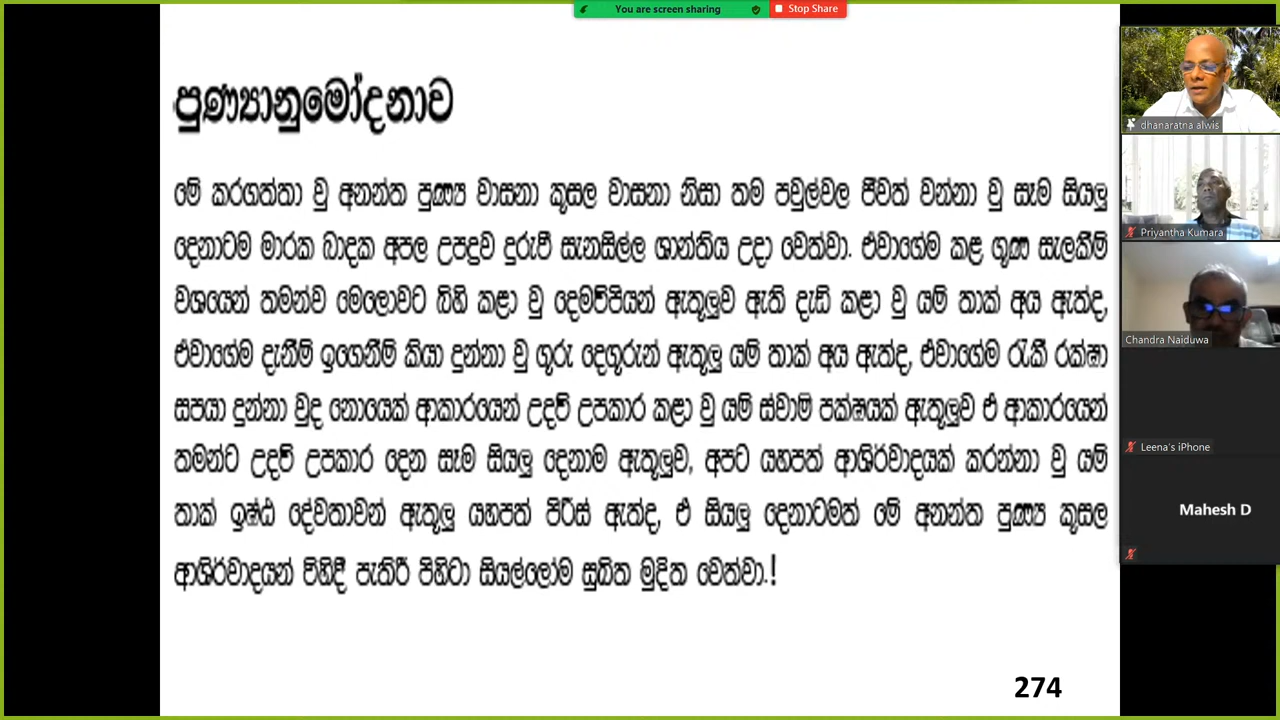 You are screen sharing
Stop Share
පුණ්‍යානුමෝදනාව
මේ කරගත්තා වු අනන්ත පුණ්‍ය වාසනා කුසල වාසනා නිසා තම පවුල්වල ජීවත් වන්නා වු සෑම සියලු
දෙනාටම මාරක බාදක අපල උපද්‍රව දුරුවී සැනසිල්ල ශාන්තිය උදා වෙත්වා. එවාගේම කළ ගූණ සැලකීම්
වශයෙන් තමන්ව මෙලොවට බිහි කළා වු දෙමව්පියන් ඇතුලුව ඇති දැඩි කළා වු යම් තාක් අය ඇත්ද,
එවාගේම දැනීම් ඉගෙනීම් කියා දුන්නා වු ගුරු දෙගුරුන් ඇතුලු යම් තාක් අය ඇත්ද, එවාගේම රැකී රක්ෂා
සපයා දුන්නා වුද නොයෙක් ආකාරයෙන් උදව් උපකාර කළා වු යම් ස්වාමි පක්ෂයක් ඇතුලුව එ ආකාරයෙන්
තමන්ට උදව් උපකාර දෙන සෑම සියලු දෙනාම ඇතුලුව, අපට යහපත් ආශිර්වාදයක් කරන්නා වු යම්
තාක් ඉෂ්ඨ දේවතාවන් ඇතුලු යහපත් පිරිස් ඇත්ද, එ සියලු දෙනාටමත් මේ අනන්ත පුණ්‍ය කුසල
ආශිර්වාදයන් විහිදී පැතිරී පිහිටා සියල්ලෝම සුඛිත මුදිත වෙත්වා.!
274
dhanaratna alwis
Priyantha Kumara
Chandra Naiduwa
Leena's iPhone
Mahesh D